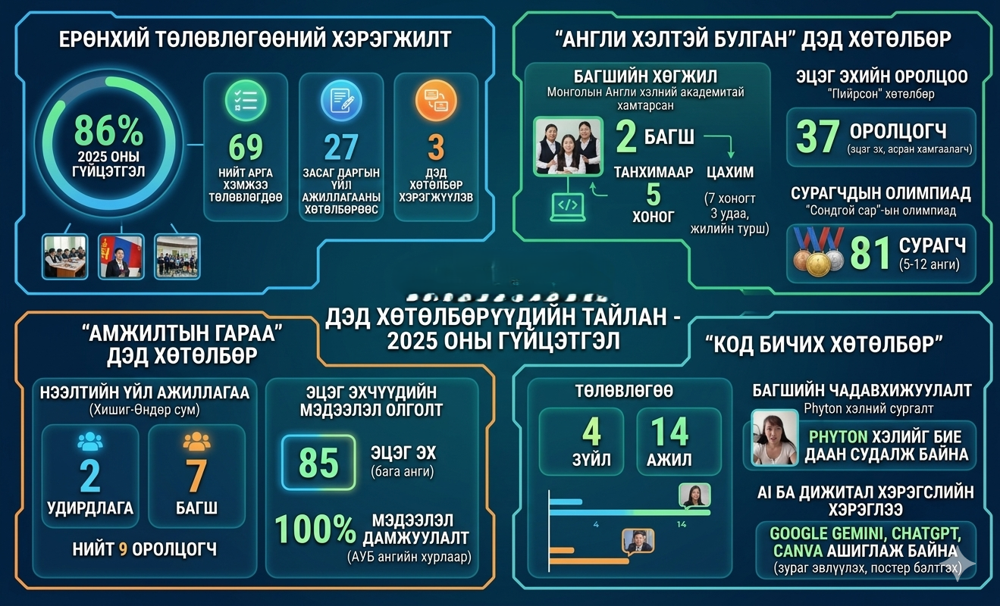 ЕРӨНХИЙ ТӨЛӨВЛӨГӨӨНИЙ ХЭРЭГЖИЛТ
86%
2025 ОНЫ
ГҮЙЦЭТГЭЛ
69
НИЙТ АРГА
ХЭМЖЭЭ
ТӨЛӨВЛӨГДӨӨ
27
ЗАСАГ ДАРГЫН
ҮЙЛ
АЖИЛЛАГААНЫ
ХӨТӨЛБӨРӨӨС
3
ДЭД
ХӨТӨЛБӨР
ХЭРЭГЖҮҮЛЗВ
“АНГЛИ ХЭЛТЭЙ БУЛГАН” ДЭД ХӨТӨЛБӨР
БАГШИЙН ХӨГЖИЛ
Монголын Англи хзлний академитай
хамтарсан
2 БАГШ
ТАНХИМААР
5
ХОНОГ
ЦАХИМ
(7 хоногт
3 удаа,
жилийн турш)
ЭЦЭГ ЭХИЙН ОРОЛЦОО
"Пийрсон" хөтөлбөр
37 ОРОЛЦОГЧ
(зцзг эх, асран хамгаалагч)
СУРАГЧДЫН ОЛИМПИАД
"Сондгой сар"-ын олимпиад
81 СУРАГЧ
(5-12 анги)
ДЭД ХӨТӨЛБӨРҮҮДИЙН ТАЙЛАН -
2025 ОНЫ ГҮЙЦЭТГЭЛ
“АМЖИЛТЫН ГАРАА”
ДЭД ХӨТӨЛБӨР
НЭЭЛТИЙН ҮЙЛ АЖИЛЛАГАА
(Хишиг-Өндөр сум)
2
УДИРДЛАГА
7
БАГШ
НИЙТ 9 ОРОЛЦОГЧ
ЭЦЭГ ЭХЧҮҮДИЙН
МЭДЭЭЛЭЛ ОЛГОЛТ
85
ЭЦЭГ ЭХ
(бага анги)
100%
МЭДЭЭЛЭЛ
ДАМЖУУЛАЛТ
(АУБ ангийн хурлаар)
“КОД БИЧИХ ХӨТӨЛБӨР”
ТӨЛӨВЛӨГӨӨ
4
ЗҮЙЛ
14
АЖИЛ
4
14
БАГШИЙН ЧАДАВХИЖУУЛАЛТ
Phyton хэлний сургалт
PHYTON ХЭЛИЙГ БИЕ
ДААН СУДАЛЖ БАЙНА
AI БА ДИЖИТАЛ ХЭРЭГСЛИЙН
ХЭРЭГЛЭЭ
GOOGLE GEMINI, CHATGPT,
CANVA АШИГЛАЖ БАЙНА
(зураг эвлүүлэх, постер бэлтгэх)